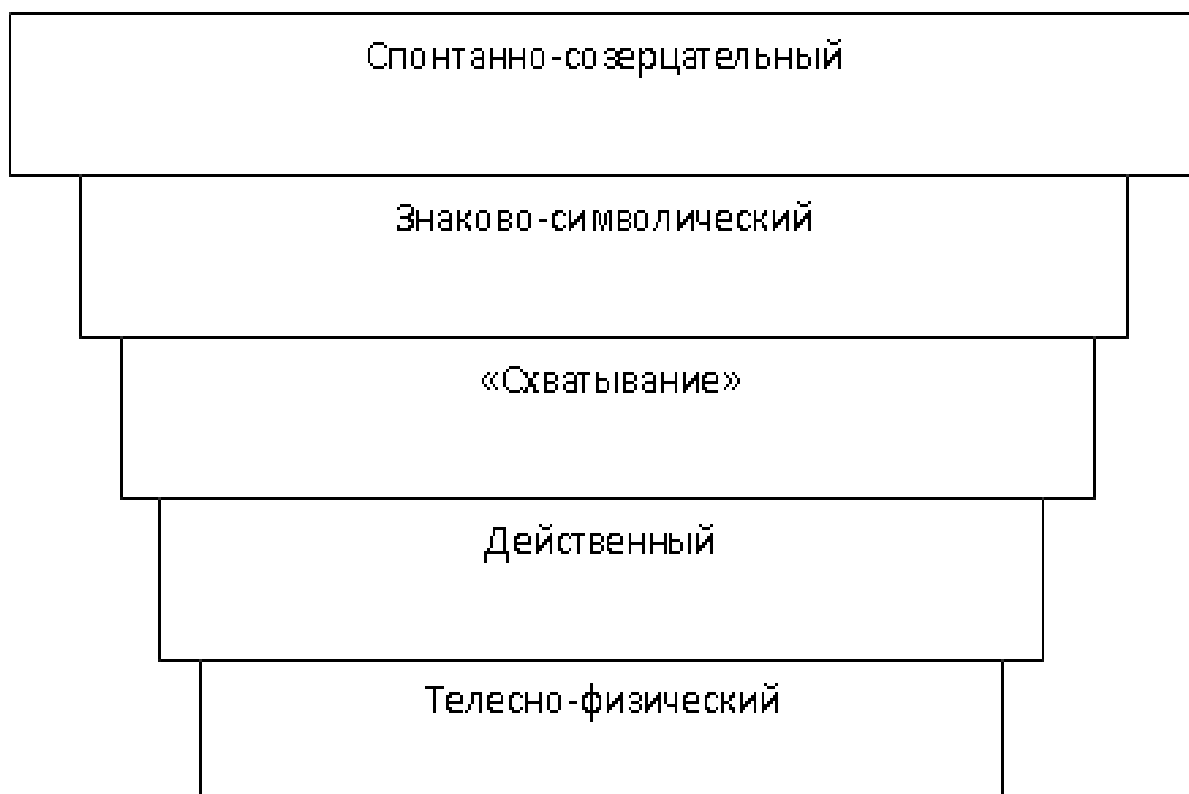 Спонтанно-созерцательный
Знаково-символический
«Схватывание»
Действенный
Телесно-физический